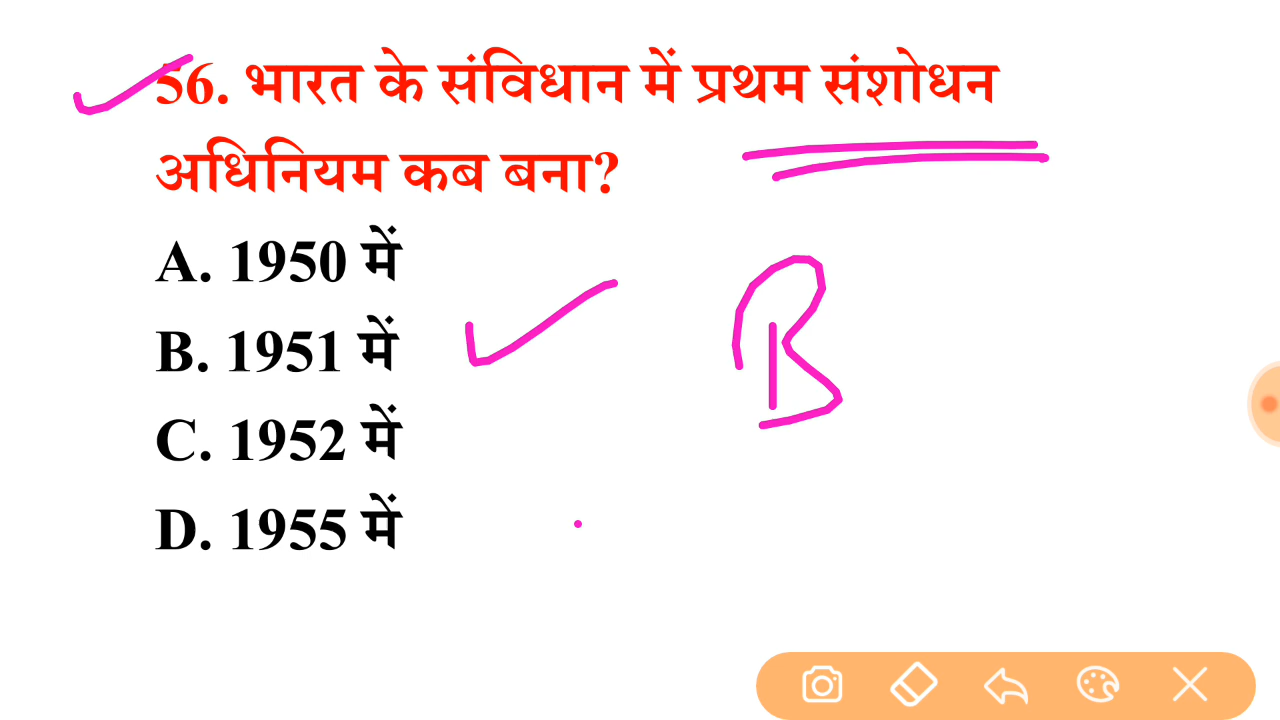 56. भारत के संविधान में प्रथम संशोधन
अधिनियम कब बना?
A. 1950 में
B. 1951 में
B
C. 1952 में
D. 1955 में